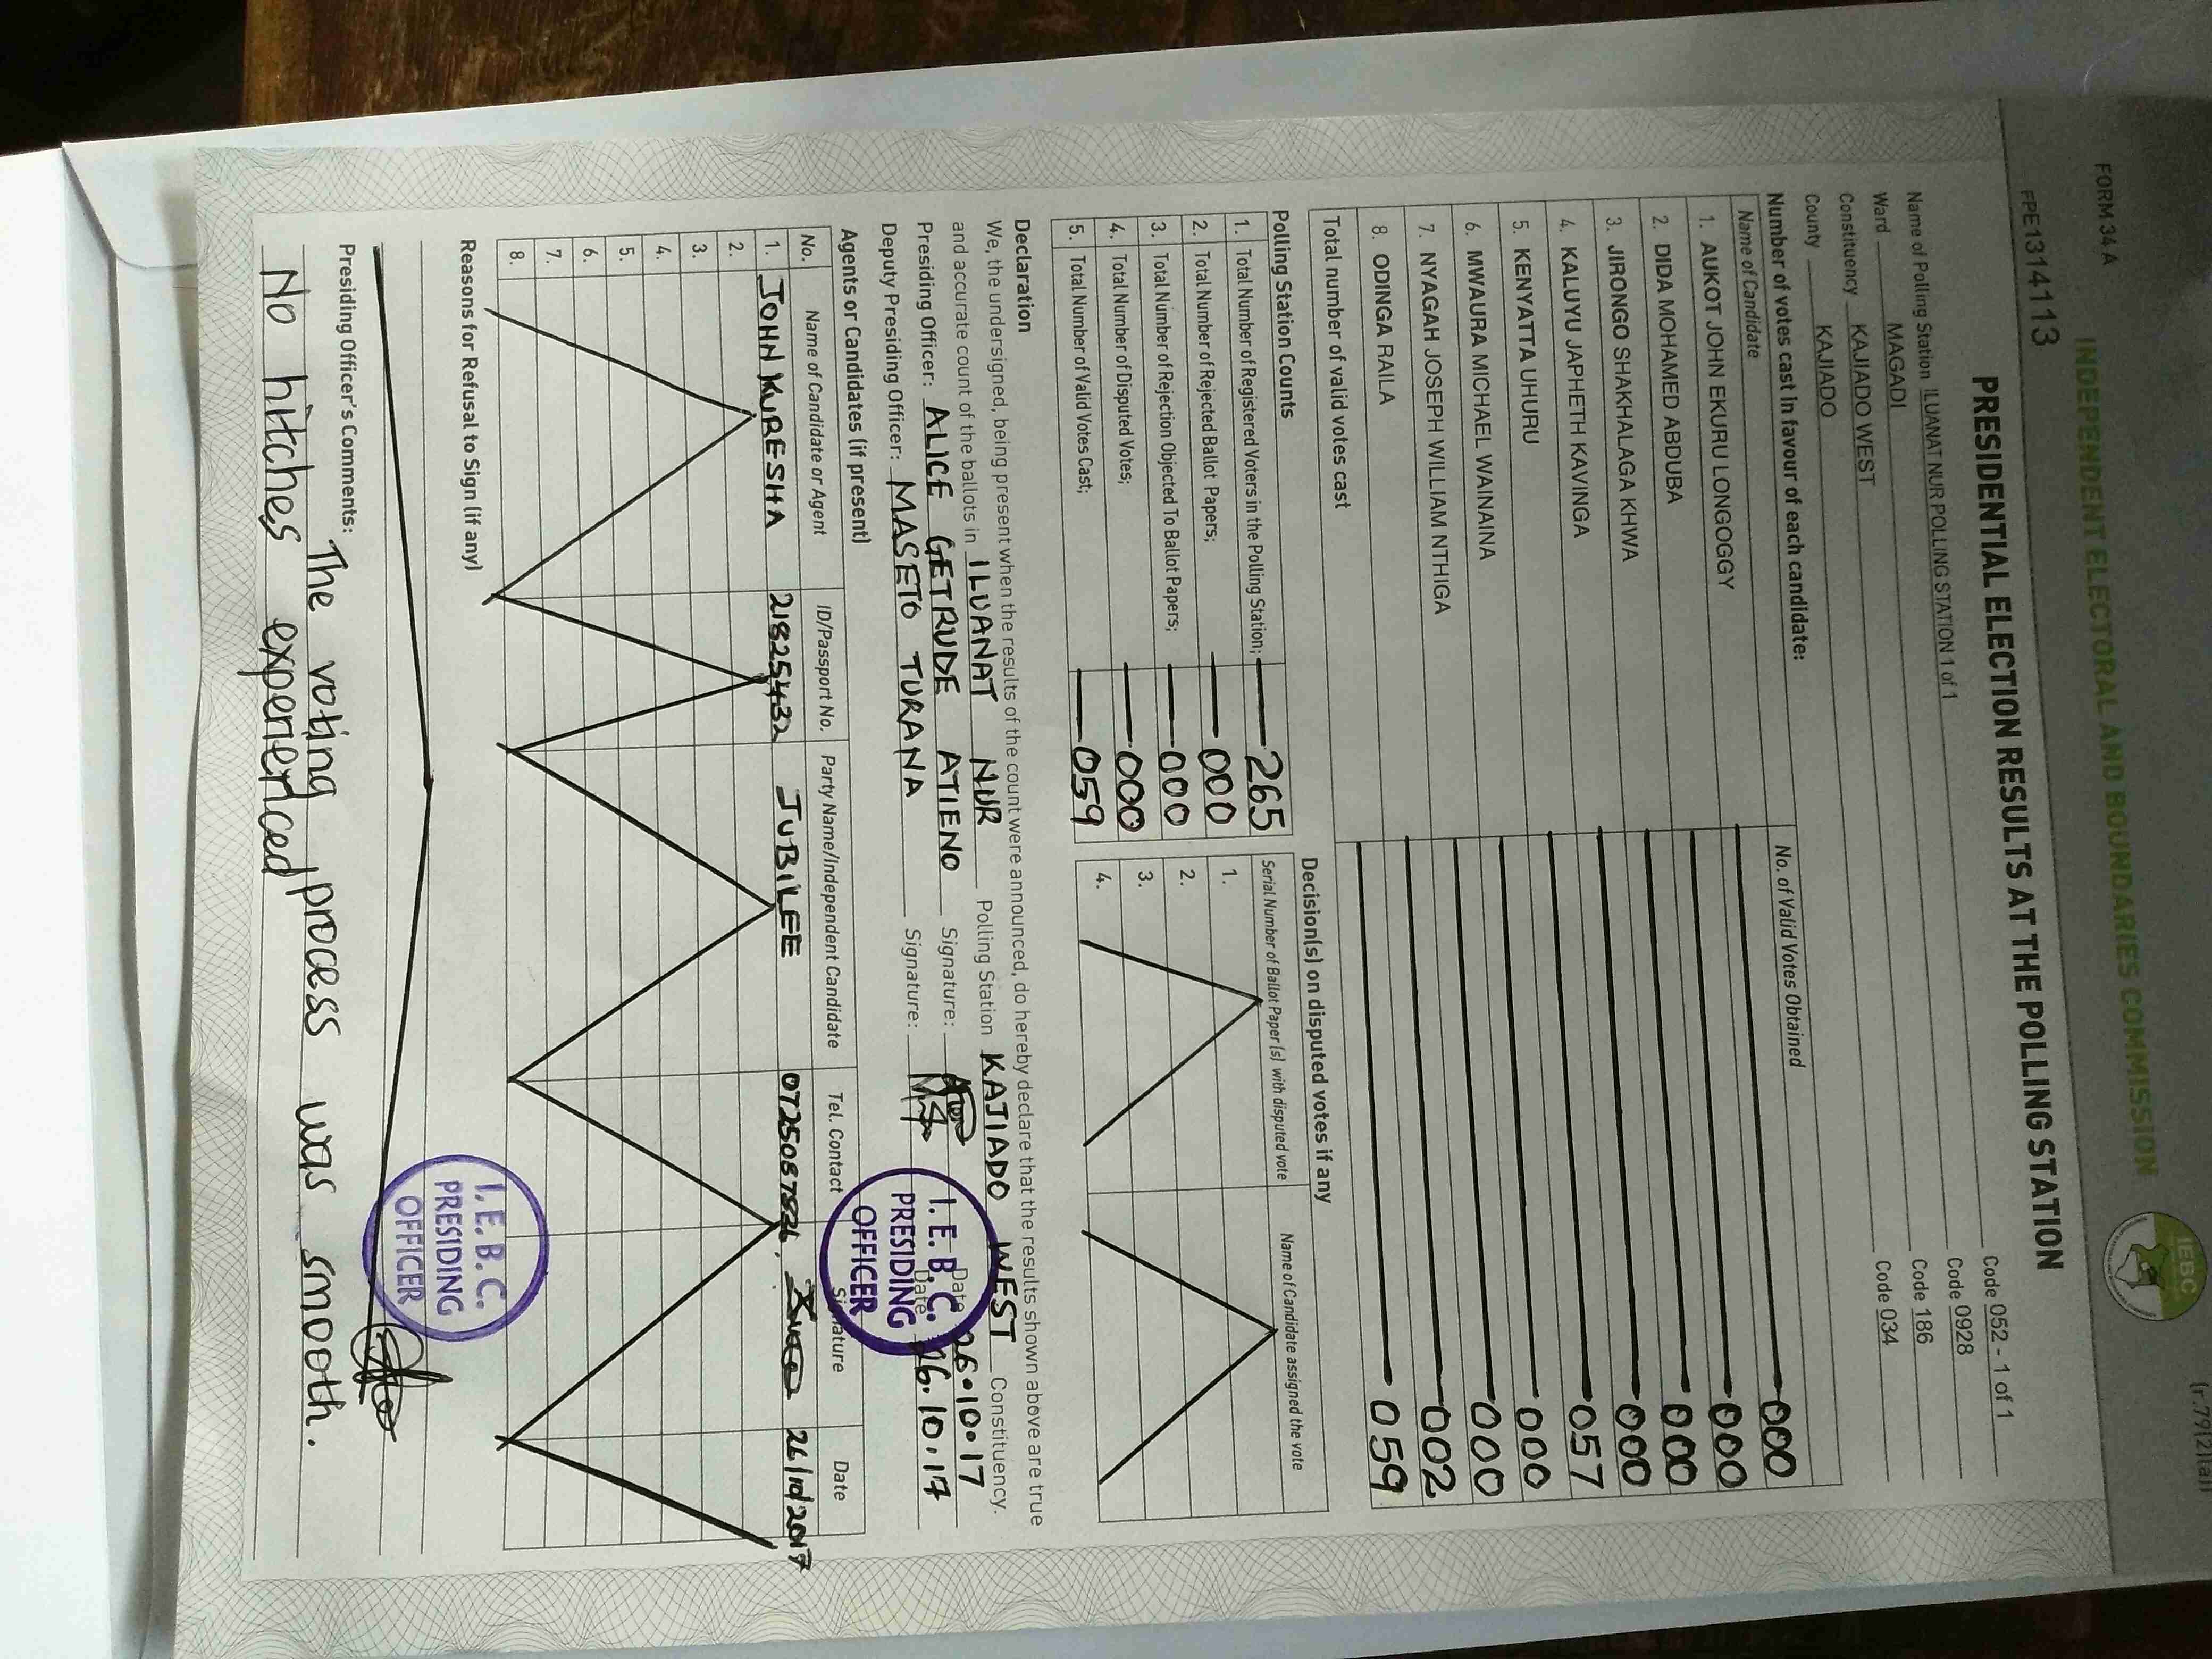 (r.79(2)(a))
FORM 34 A
INDEPENDENT ELECTORAL AND BOUNDARIES COMMISSION
IEBC
FPE1314113
PRESIDENTIAL ELECTION RESULTS AT THE POLLING STATION
Name of Polling Station ILUANAT NUR POLLING STATION 1 of 1 Code 052 - 1 of 1
Ward MAGADI Code 0928
Constituency KAJIADO WEST Code 186
County KAJIADO Code 034
Number of votes cast in favour of each candidate:
Name of Candidate No. of Valid Votes Obtained
1. AUKOT JOHN EKURU LONGOGGY 000
2. DIDA MOHAMED ABDUBA 000
3. JIRONGO SHAKHALAGA KHWA 000
4. KALUYU JAPHETH KAVINGA 000
5. KENYATTA UHURU 057
6. MWAURA MICHAEL WAINAINA 000
7. NYAGAH JOSEPH WILLIAM NTHIGA 000
8. ODINGA RAILA 002
Total number of valid votes cast 059
Polling Station Counts
1. Total Number of Registered Voters in the Polling Station; 265
2. Total Number of Rejected Ballot Papers; 000
3. Total Number of Rejection Objected To Ballot Papers; 000
4. Total Number of Disputed Votes; 000
5. Total Number of Valid Votes Cast; 059
Decision(s) on disputed votes if any
Serial Number of Ballot Paper (s) with disputed vote Name of Candidate assigned the vote
1.
2.
3.
4.
Declaration
We, the undersigned, being present when the results of the count were announced, do hereby declare that the results shown above are true
and accurate count of the ballots in ILUANAT NUR Polling Station KAJIADO WEST Constituency.
Presiding Officer: ALICE GETRUDE ATIENO Signature: Date 26.10.17
Deputy Presiding Officer: MASETO TURANA Signature: Date 26.10.17
I.E.B.C.
PRESIDING
OFFICER
Agents or Candidates (if present)
No. Name of Candidate or Agent ID/Passport No. Party Name/Independent Candidate Tel. Contact Signature Date
1. JOHN KURESHA 21825432 JUBILEE 26/10/2017
2.
3.
4.
5.
6.
7.
8.
Reasons for Refusal to Sign (if any)
I.E.B.C.
PRESIDING
OFFICER
Presiding Officer's Comments: The voting process was smooth.
No hitches experienced